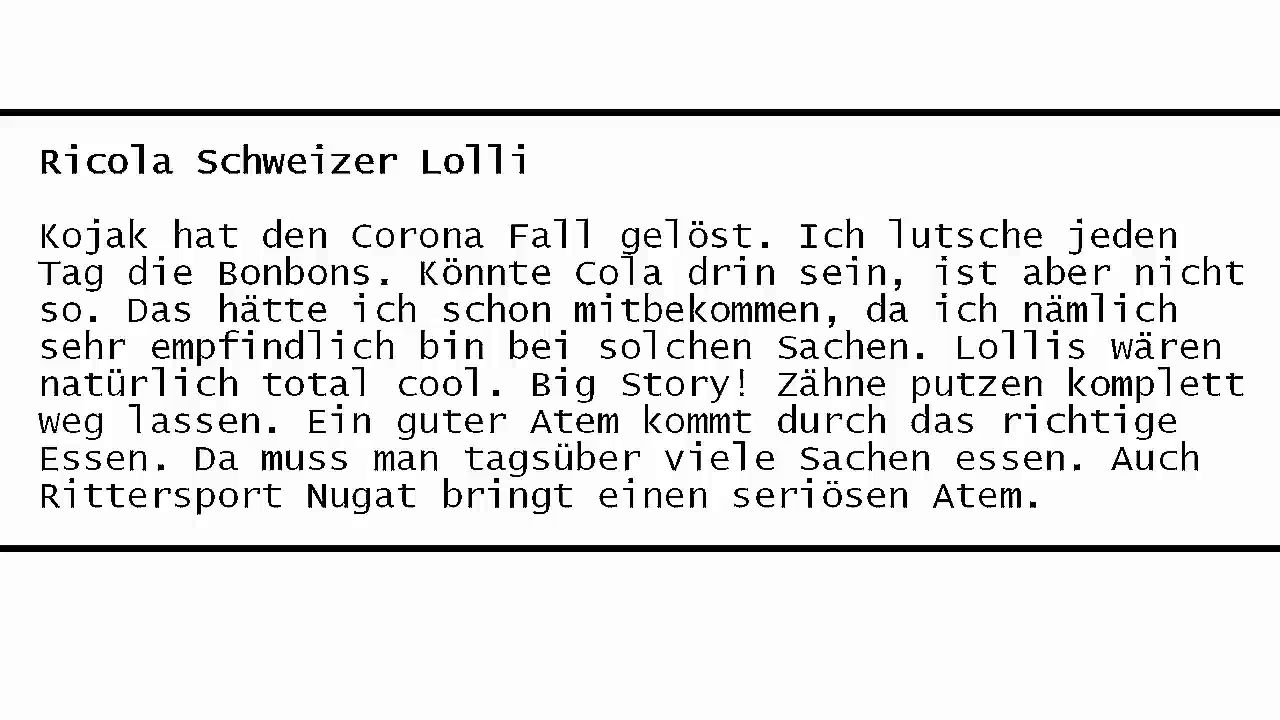 Ricola Schweizer Lolli
Kojak hat den Corona Fall gelöst. Ich lutsche jeden
Tag die Bonbons. Könnte Cola drin sein, ist aber nicht
so. Das hätte ich schon mitbekommen, da ich nämlich
sehr empfindlich bin bei solchen Sachen. Lollis wären
natürlich total cool. Big Story! Zähne putzen komplett
weg lassen. Ein guter Atem kommt durch das richtige
Essen. Da muss man tagsüber viele Sachen essen. Auch
Rittersport Nugat bringt einen seriösen Atem.